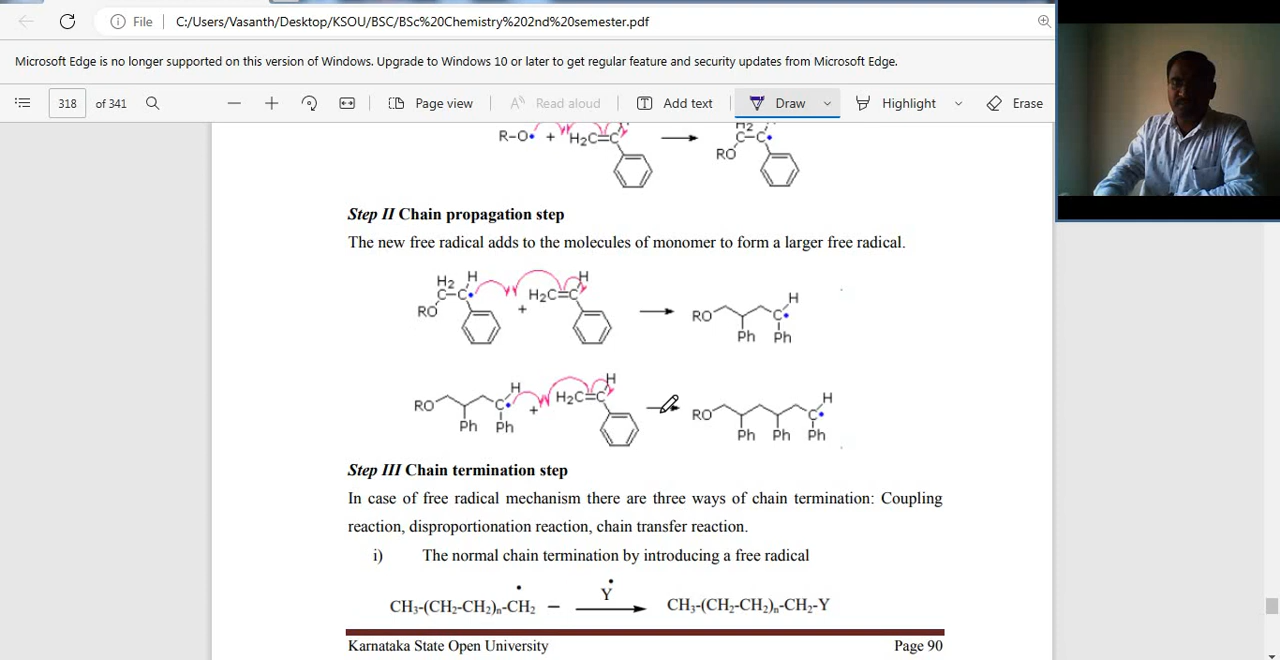 File C:/Users/Vasanth/Desktop/KSOU/BSC/BSc%20Chemistry%202nd%20semester.pdf
Microsoft Edge is no longer supported on this version of Windows. Upgrade to Windows 10 or later to get regular feature and security updates from Microsoft Edge.
318 of 341 Page view Read aloud Add text Draw Highlight Erase
H2
R-O• + H2C=C → C-C•
RO
Step II Chain propagation step
The new free radical adds to the molecules of monomer to form a larger free radical.
H2 H H
C-C• + H2C=C → RO C• H
RO Ph Ph
RO C• H + H2C=C H RO C• H
Ph Ph Ph Ph Ph
Step III Chain termination step
In case of free radical mechanism there are three ways of chain termination: Coupling
reaction, disproportionation reaction, chain transfer reaction.
i) The normal chain termination by introducing a free radical
CH₃-(CH₂-CH₂)ₙ-ĊH₂ – Ẏ → CH₃-(CH₂-CH₂)ₙ-CH₂-Y
Karnataka State Open University Page 90